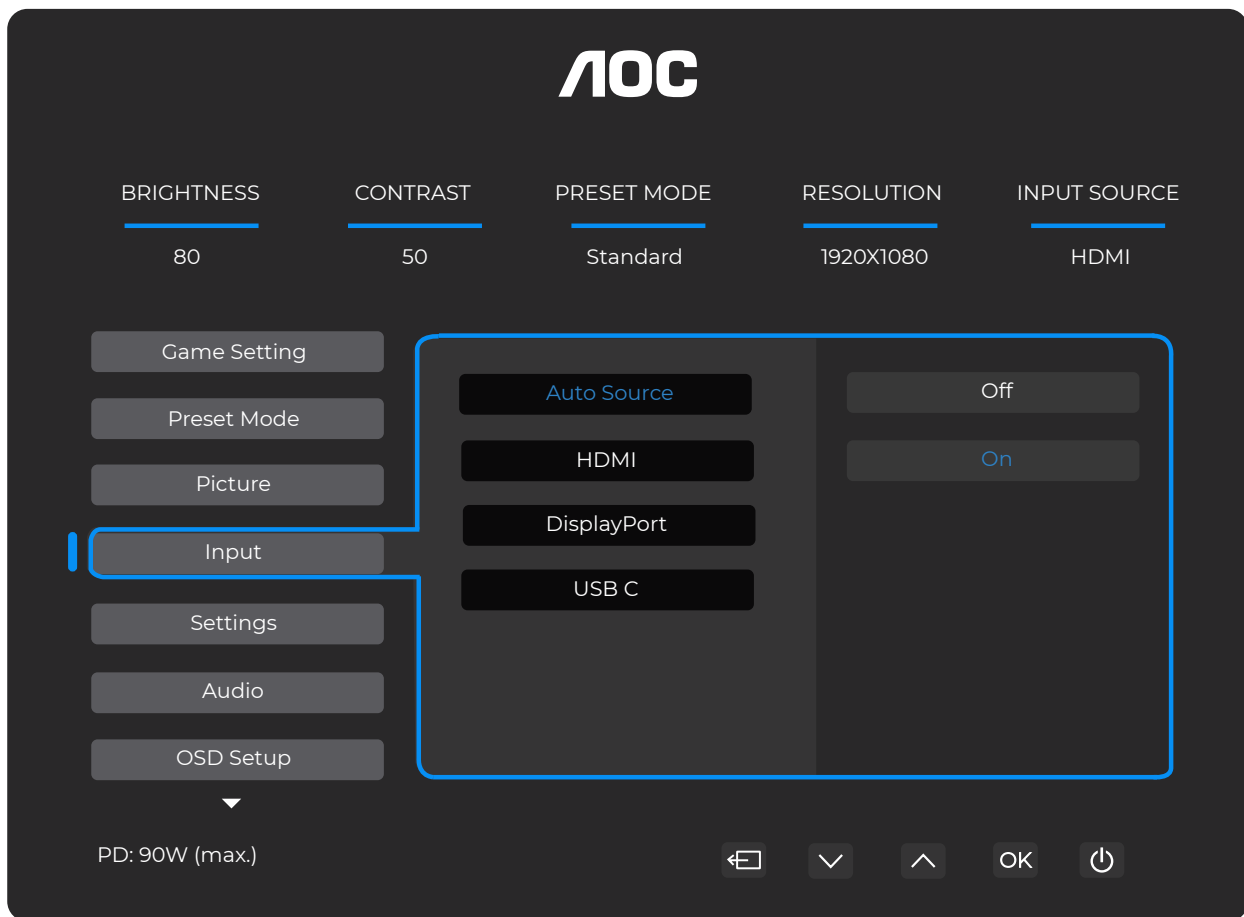 AOC
BRIGHTNESS CONTRAST PRESET MODE RESOLUTION INPUT SOURCE
80 50 Standard 1920X1080 HDMI
Game Setting
Preset Mode
Picture
Input
Settings
Audio
OSD Setup
Auto Source
HDMI
DisplayPort
USB C
Off
On
PD: 90W (max.)
OK